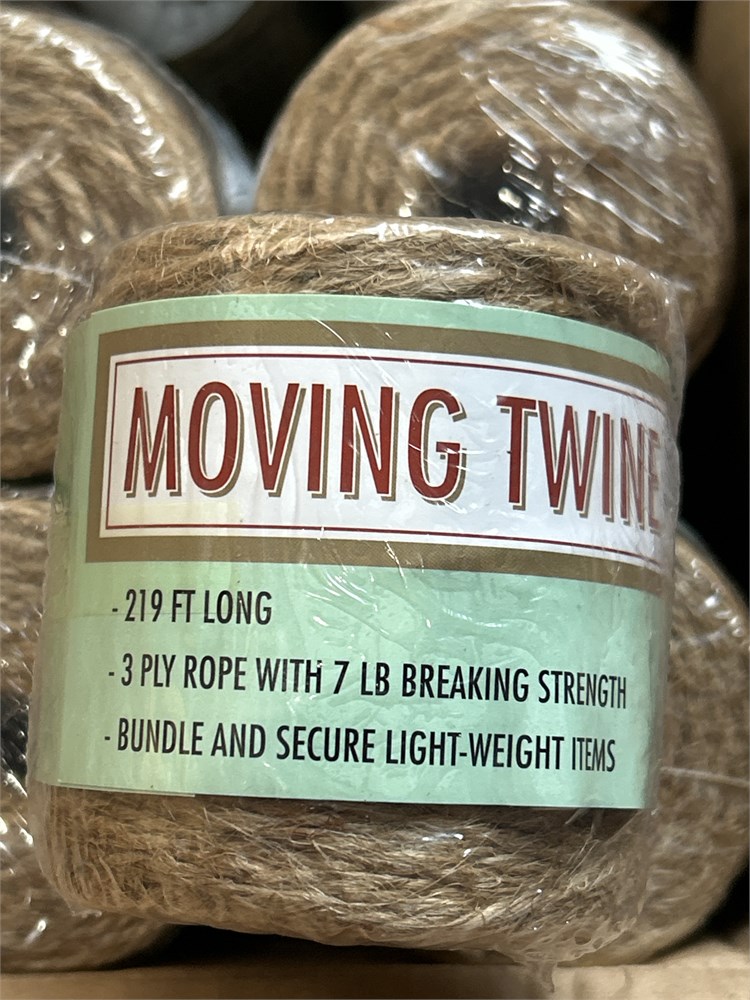 MOVING TWINE
- 219 FT LONG
- 3 PLY ROPE WITH 7 LB BREAKING STRENGTH
- BUNDLE AND SECURE LIGHT-WEIGHT ITEMS